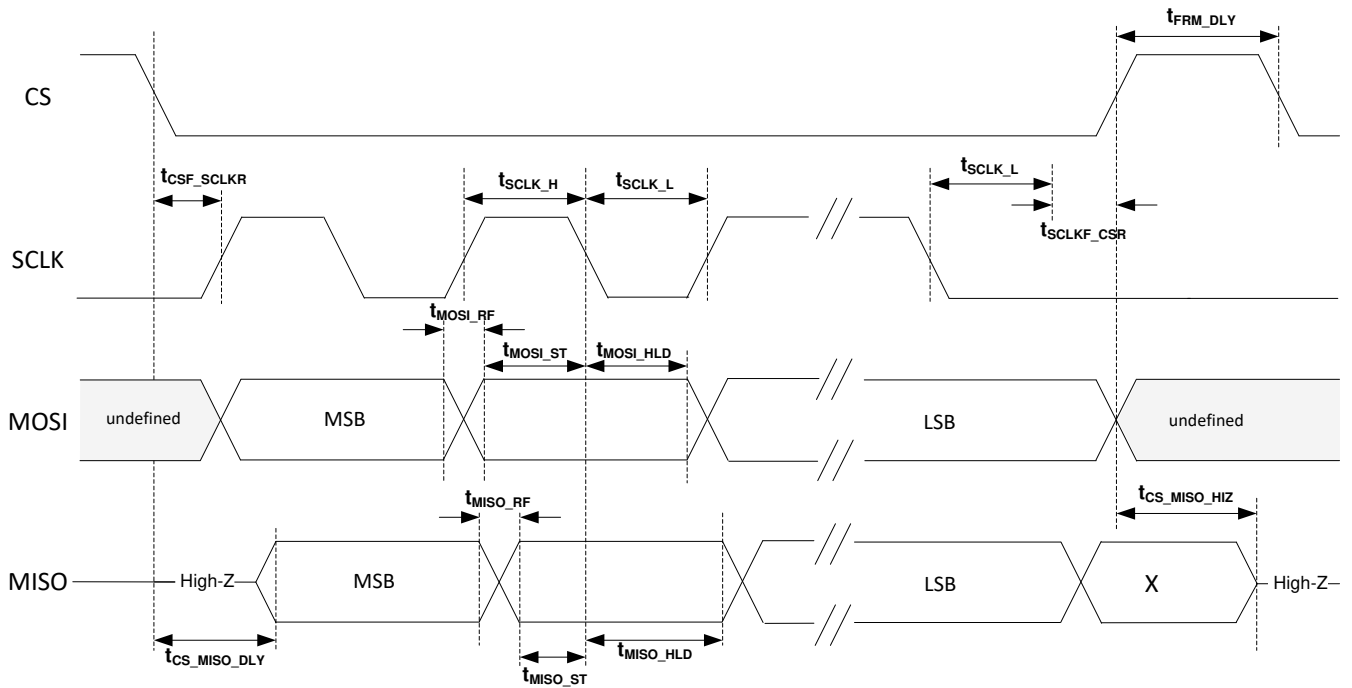 tFRM_DLY
CS
tCSF_SCLKR
tSCLK_H
tSCLK_L
tSCLK_L
tSCLKF_CSR
SCLK
tMOSI_RF
tMOSI_ST
tMOSI_HLD
MOSI
undefined
MSB
LSB
undefined
tMISO_RF
tCS_MISO_HIZ
MISO
High-Z
MSB
LSB
X
High-Z
tCS_MISO_DLY
tMISO_HLD
tMISO_ST